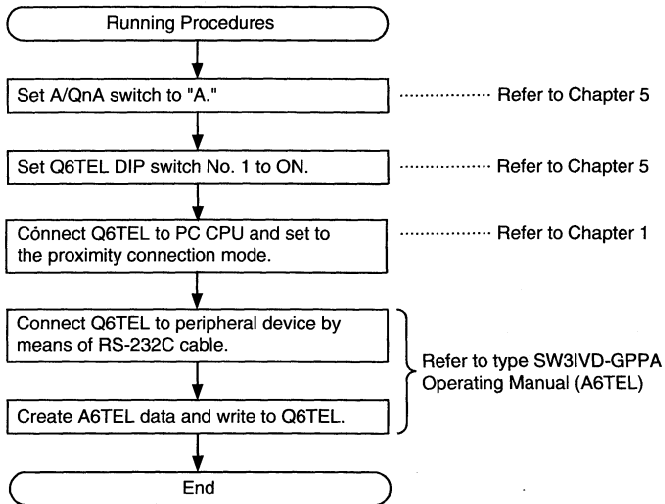 Running Procedures
Set A/QnA switch to "A."
Refer to Chapter 5
Set Q6TEL DIP switch No. 1 to ON.
Refer to Chapter 5
Connect Q6TEL to PC CPU and set to
the proximity connection mode.
Refer to Chapter 1
Connect Q6TEL to peripheral device by
means of RS-232C cable.
Create A6TEL data and write to Q6TEL.
Refer to type SW3IVD-GPPA
Operating Manual (A6TEL)
End